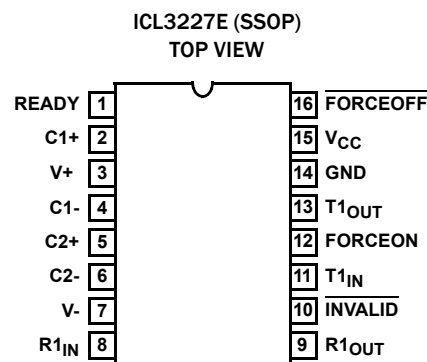 ICL3227E (SSOP)
TOP VIEW
READY 1 16 FORCEOFF
C1+ 2 15 VCC
V+ 3 14 GND
C1- 4 13 T1OUT
C2+ 5 12 FORCEON
C2- 6 11 T1IN
V- 7 10 INVALID
R1IN 8 9 R1OUT